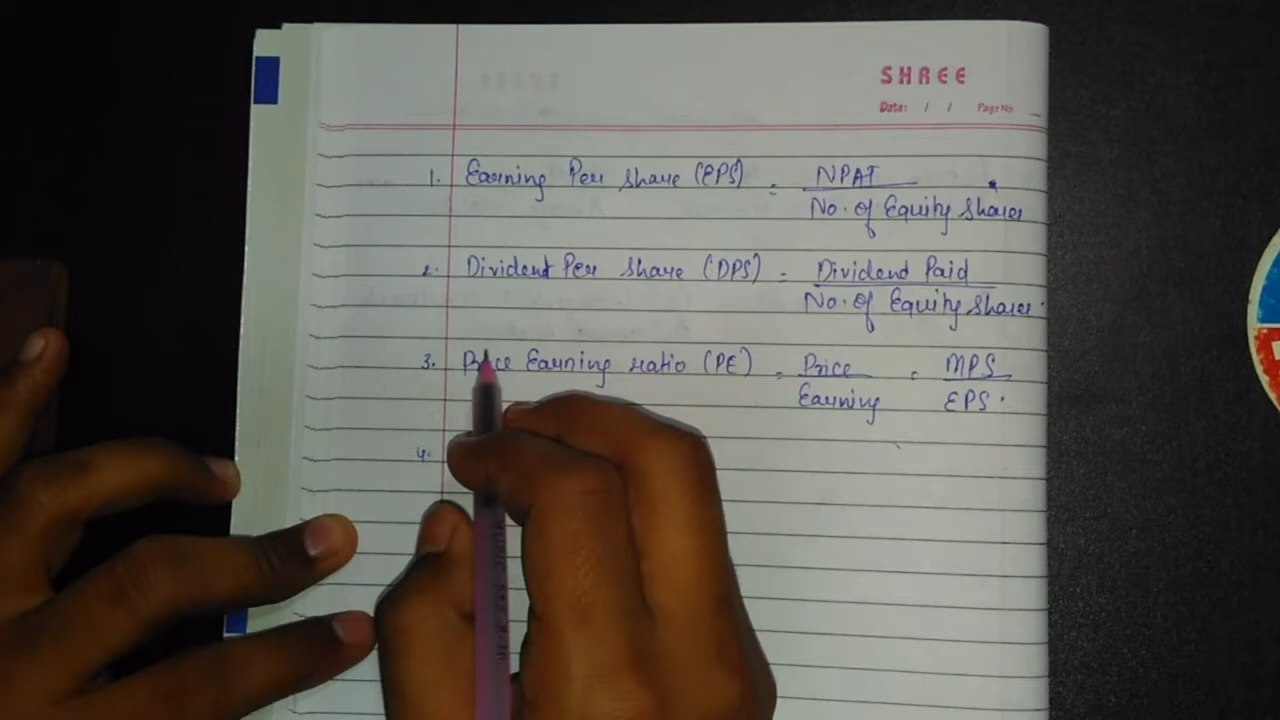 SHREE
Date: / / Page No
1. Earning Per Share (EPS) = NPAT
No. of Equity Shares
2. Divident Per Share (DPS) = Dividend Paid
No. of Equity Shares.
3. Price Earning ratio (PE) = Price = MPS
Earning EPS.
4.